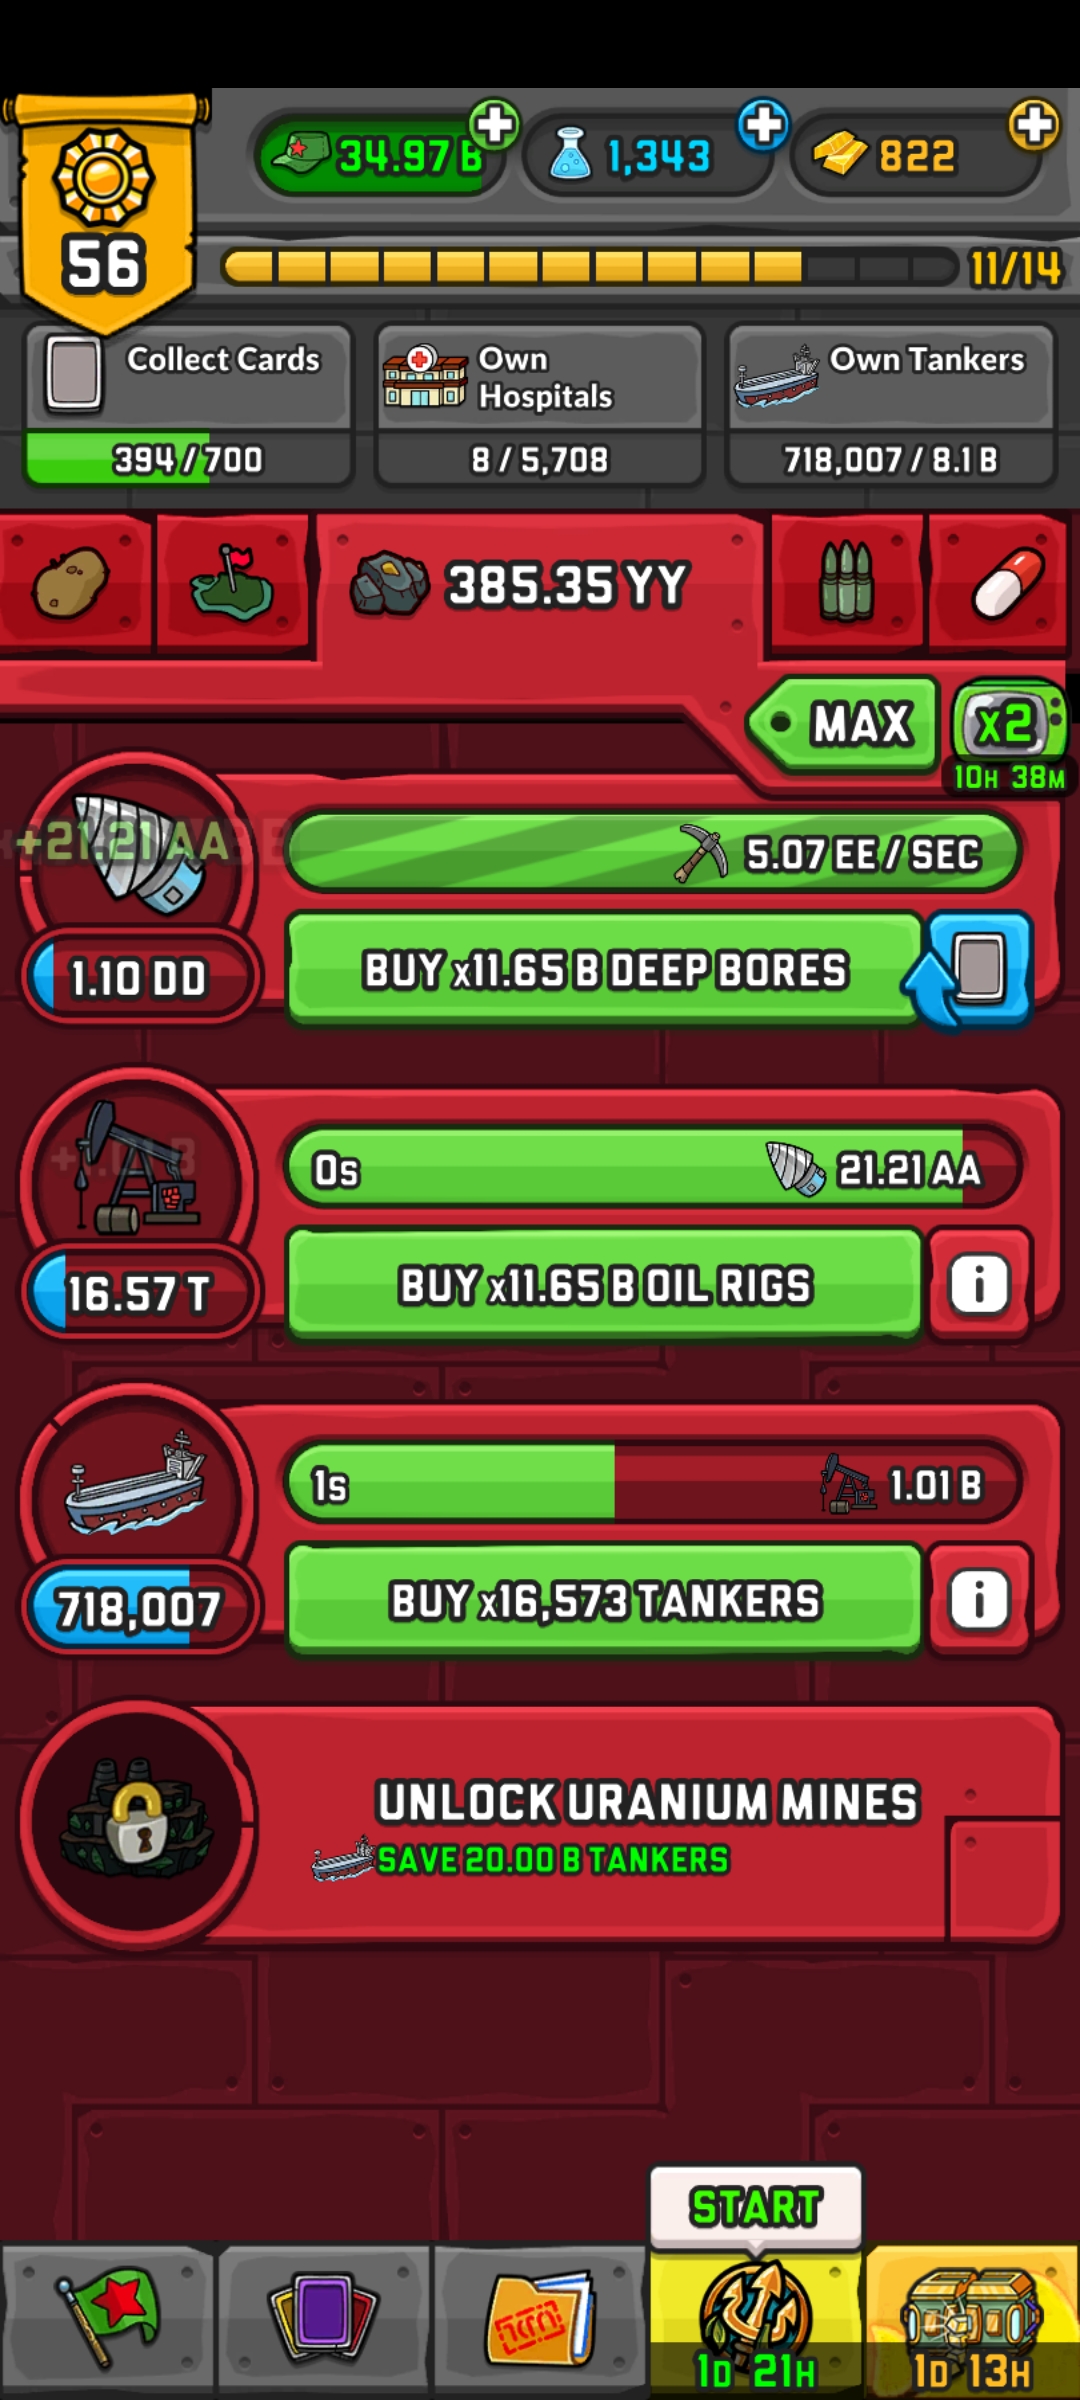 34.97 B
1,343
822
56
11/14
Collect Cards
394 / 700
Own
Hospitals
8 / 5,708
Own Tankers
718,007 / 8.1 B
385.35 YY
MAX
x2
10H 38M
+21.21 AA
5.07 EE / SEC
1.10 DD
BUY x11.65 B DEEP BORES
0s
21.21 AA
16.57 T
BUY x11.65 B OIL RIGS
1s
1.01 B
718,007
BUY x16,573 TANKERS
UNLOCK URANIUM MINES
SAVE 20.00 B TANKERS
START
1D 21H
1D 13H